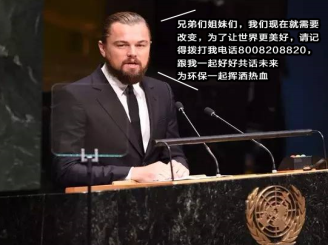 兄弟们姐妹们，我们现在就需要
改变，为了让世界更美好，请记
得拨打我电话8008208820，
跟我一起好好共话未来
为环保一起挥洒热血